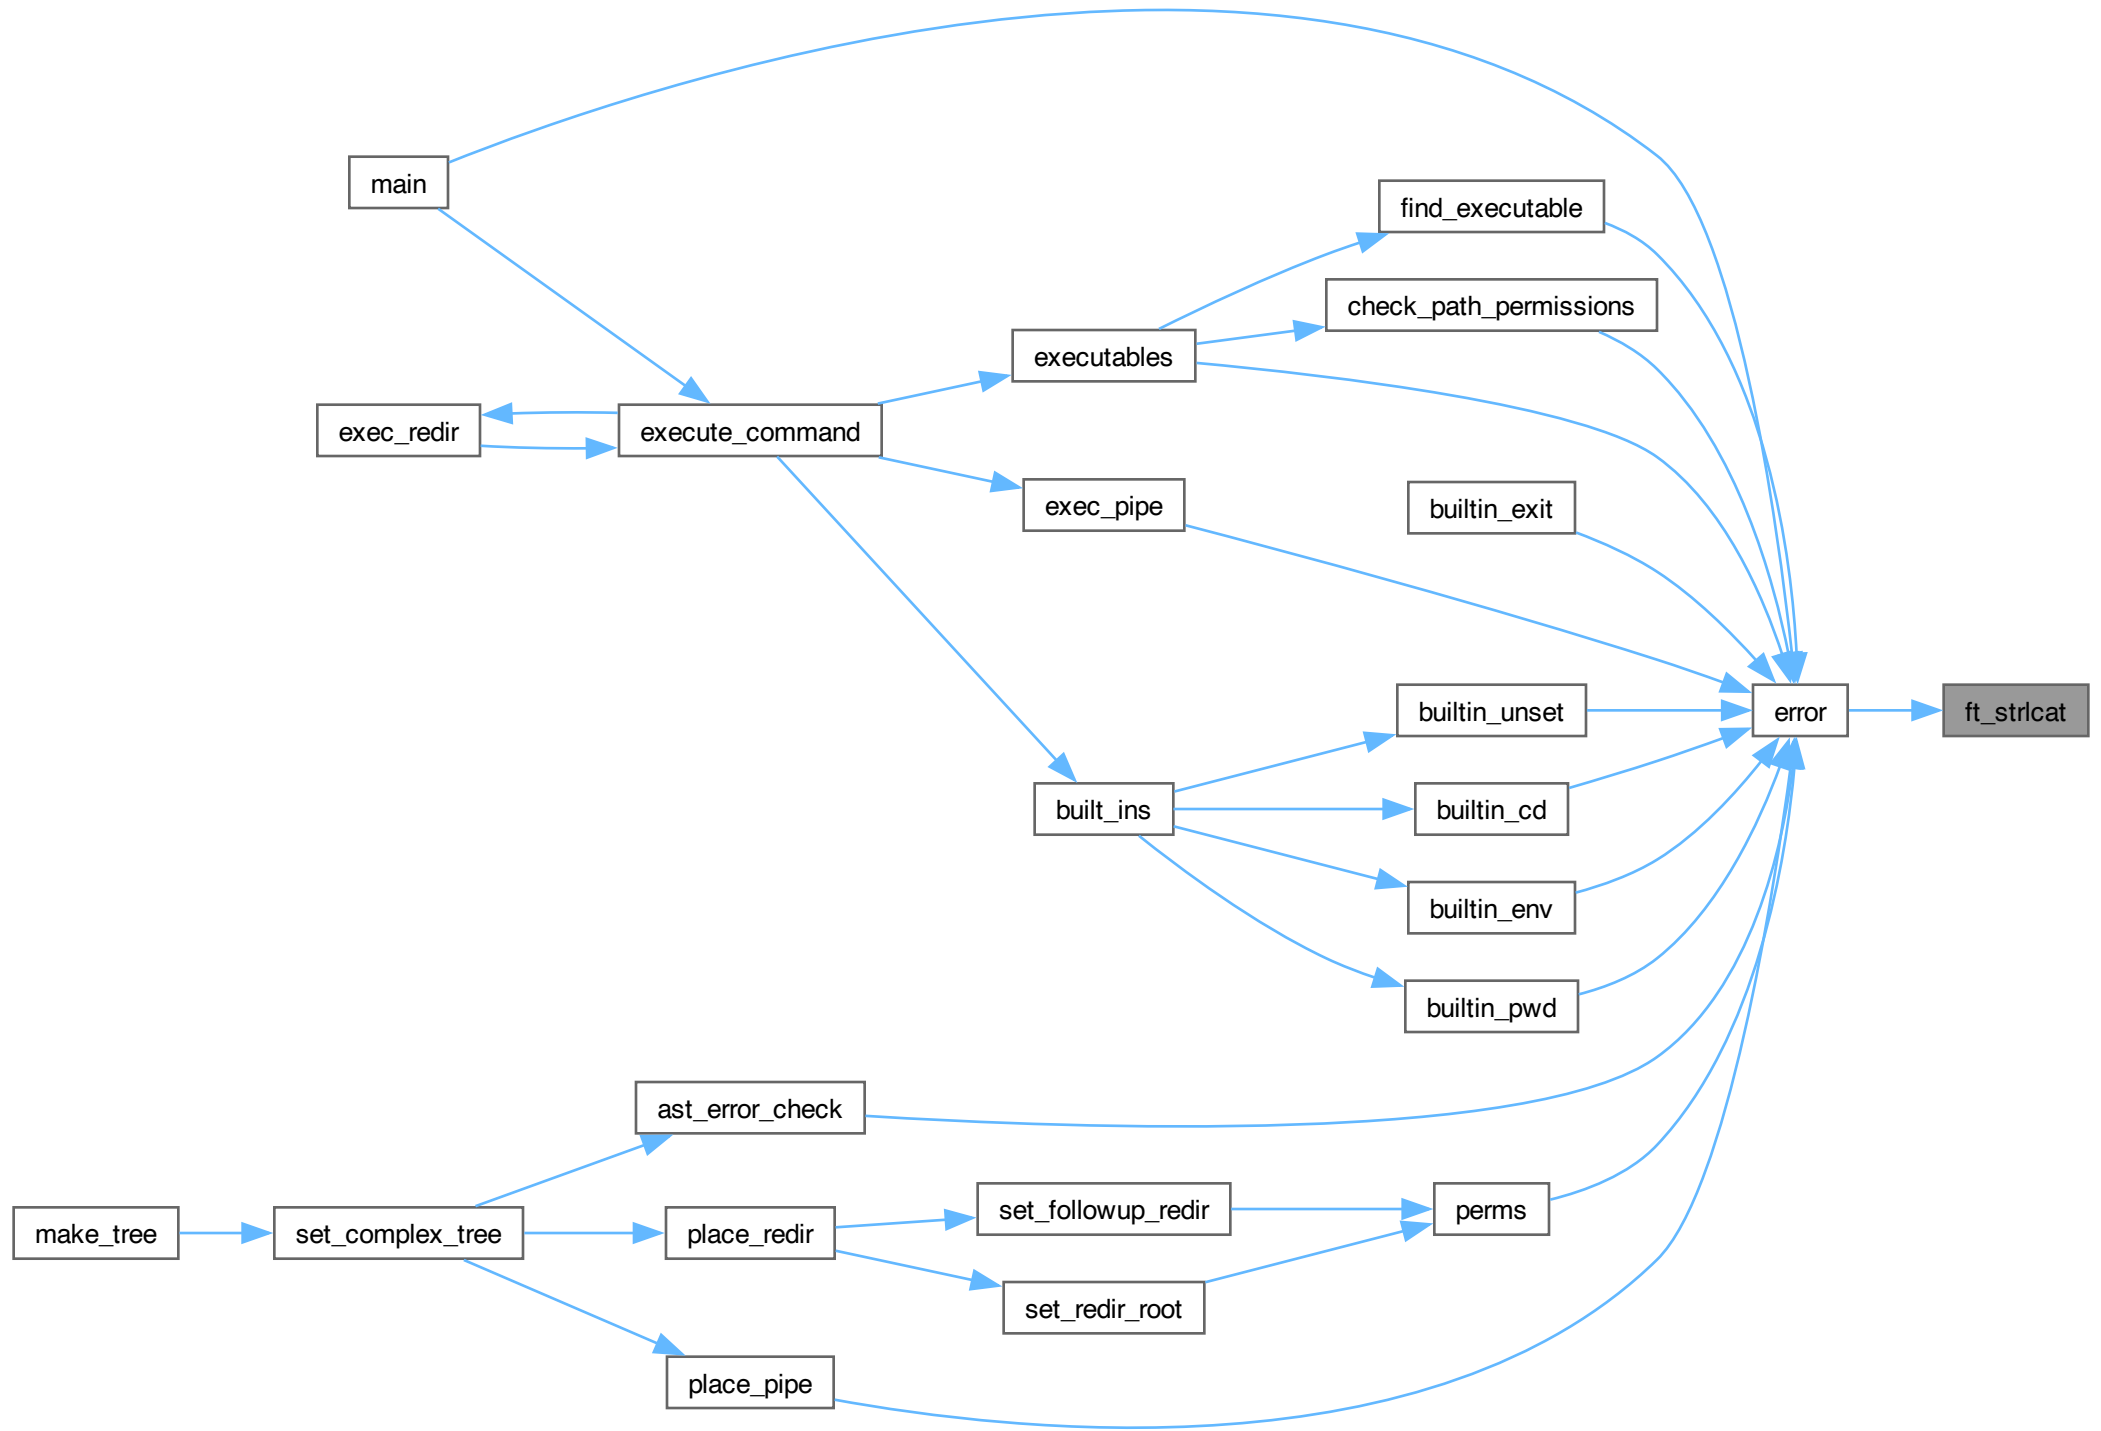 main
find_executable
check_path_permissions
executables
exec_redir
execute_command
exec_pipe
builtin_exit
builtin_unset
error
ft_strlcat
built_ins
builtin_cd
builtin_env
builtin_pwd
ast_error_check
make_tree
set_complex_tree
place_redir
set_followup_redir
perms
set_redir_root
place_pipe